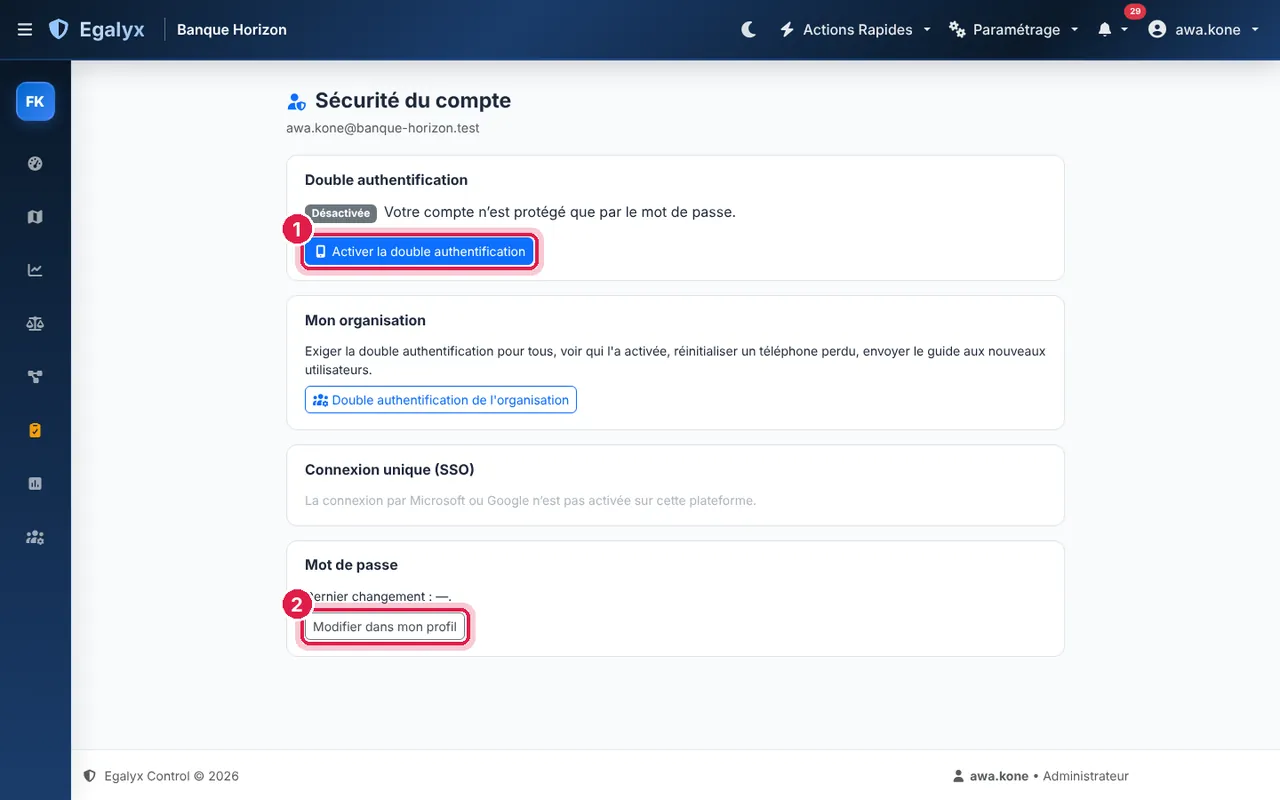 Egalyx
Banque Horizon
Actions Rapides
Paramétrage
29
awa.kone
FK
Sécurité du compte
awa.kone@banque-horizon.test
Double authentification
Désactivée Votre compte n’est protégé que par le mot de passe.
1
Activer la double authentification
Mon organisation
Exiger la double authentification pour tous, voir qui l'a activée, réinitialiser un téléphone perdu, envoyer le guide aux nouveaux
utilisateurs.
Double authentification de l'organisation
Connexion unique (SSO)
La connexion par Microsoft ou Google n’est pas activée sur cette plateforme.
Mot de passe
Dernier changement : —.
2
Modifier dans mon profil
Egalyx Control © 2026
awa.kone • Administrateur